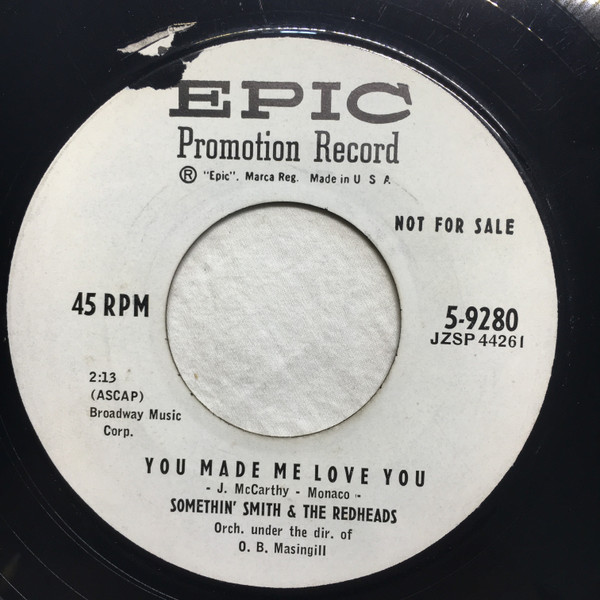 EPIC
Promotion Record
® "Epic". Marca Reg. Made in U S A
NOT FOR SALE
45 RPM
5-9280
JZSP 44261
2:13
(ASCAP)
Broadway Music
Corp.
YOU MADE ME LOVE YOU
- J. McCarthy - Monaco -
SOMETHIN' SMITH & THE REDHEADS
Orch. under the dir. of
O. B. Masingill